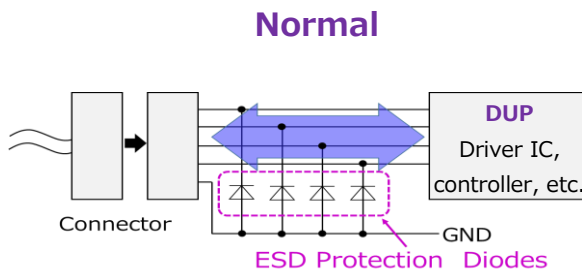 Normal
DUP
Driver IC,
controller, etc.
Connector
GND
ESD Protection Diodes